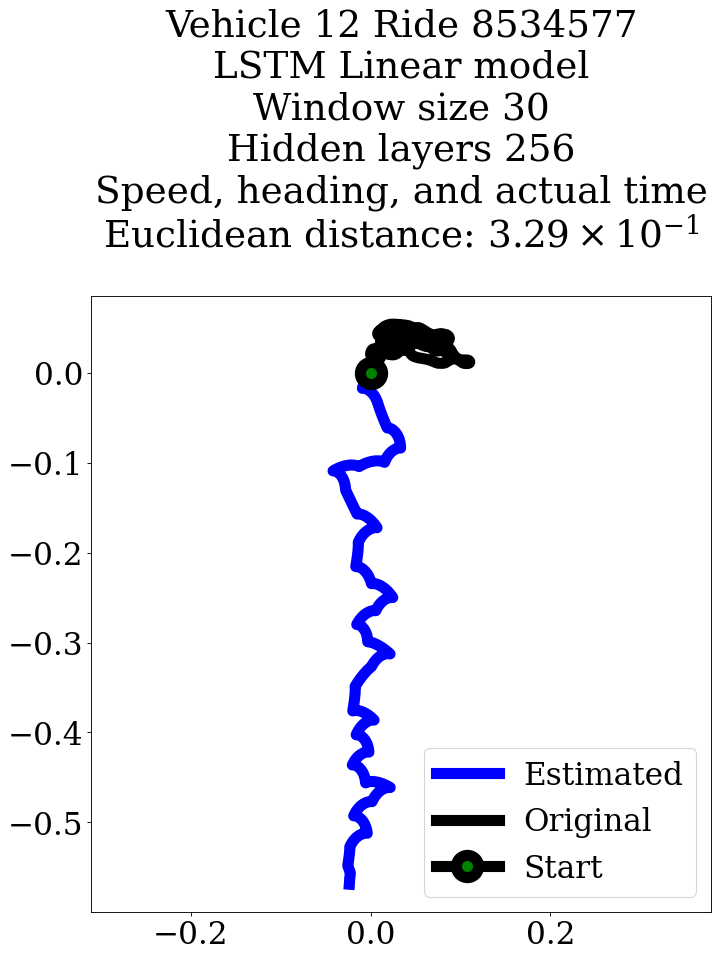 Vehicle 12 Ride 8534577
LSTM Linear model
Window size 30
Hidden layers 256
Speed, heading, and actual time
Euclidean distance: 3.29 × 10⁻¹
0.0
−0.1
−0.2
−0.3
−0.4
−0.5
Estimated
Original
Start
−0.2 0.0 0.2